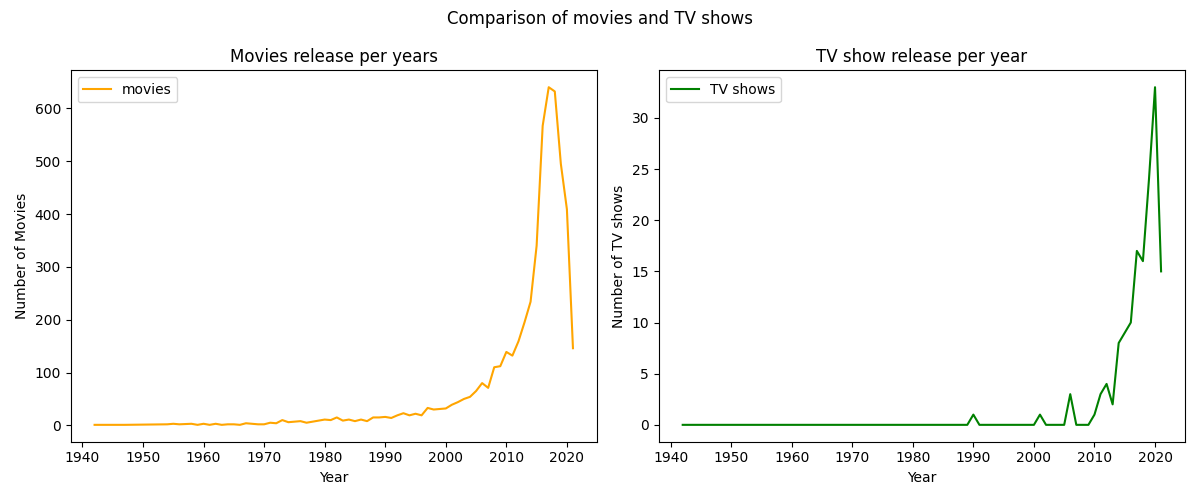 Comparison of movies and TV shows
Movies release per years
movies
Number of Movies
600
500
400
300
200
100
0
1940 1950 1960 1970 1980 1990 2000 2010 2020
Year
TV show release per year
TV shows
Number of TV shows
30
25
20
15
10
5
0
1940 1950 1960 1970 1980 1990 2000 2010 2020
Year